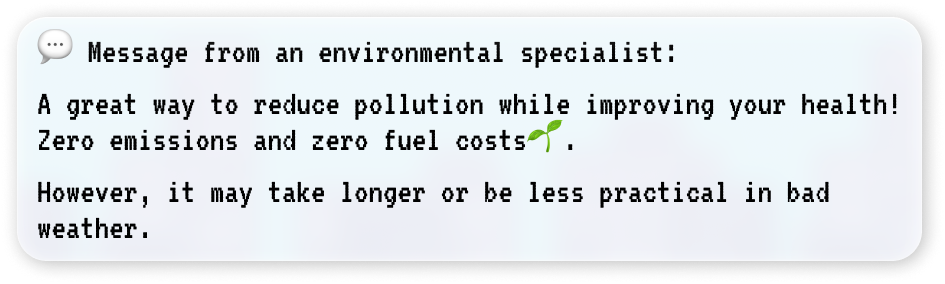 💬 Message from an environmental specialist:
A great way to reduce pollution while improving your health!
Zero emissions and zero fuel costs🌱.
However, it may take longer or be less practical in bad
weather.